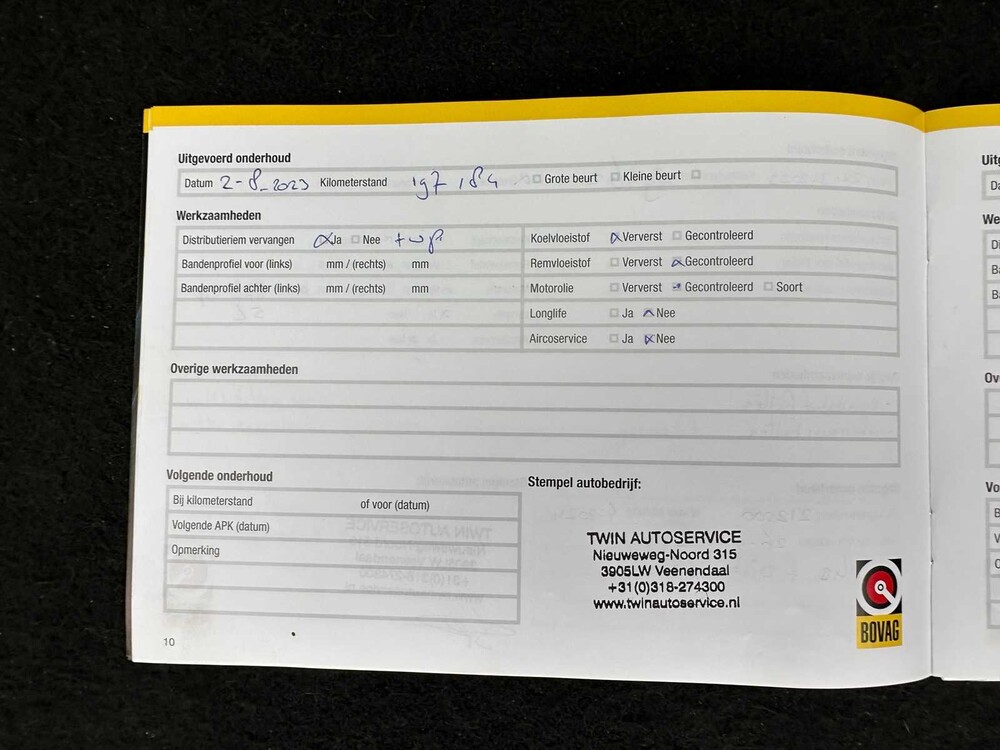 Uitgevoerd onderhoud
Datum 2-8-2023 Kilometerstand 197184 Grote beurt Kleine beurt
Werkzaamheden
Distributieriem vervangen Ja Nee + wp
Koelvloeistof Ververst Gecontroleerd
Bandenprofiel voor (links) mm / (rechts) mm
Remvloeistof Ververst Gecontroleerd
Bandenprofiel achter (links) mm / (rechts) mm
Motorolie Ververst Gecontroleerd Soort
Longlife Ja Nee
Aircoservice Ja Nee
Overige werkzaamheden
Volgende onderhoud
Bij kilometerstand of voor (datum)
Volgende APK (datum)
Opmerking
Stempel autobedrijf:
TWIN AUTOSERVICE
Nieuweweg-Noord 315
3905LW Veenendaal
+31(0)318-274300
www.twinautoservice.nl
BOVAG
10